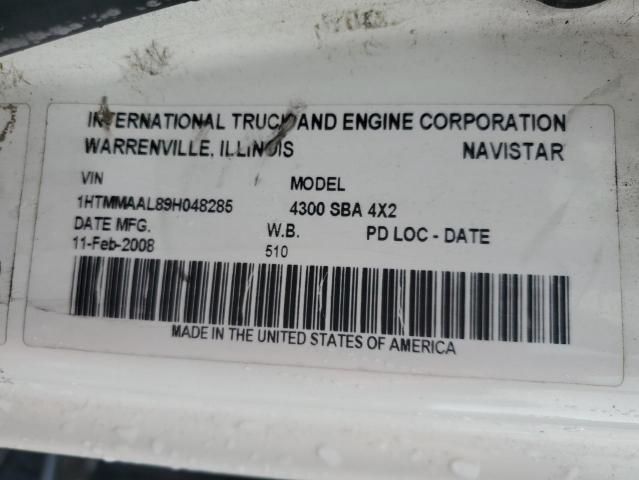 INTERNATIONAL TRUCK AND ENGINE CORPORATION
WARRENVILLE, ILLINOIS NAVISTAR
VIN MODEL
1HTMMAAL89H048285 4300 SBA 4X2
DATE MFG. W.B. PD LOC - DATE
11-Feb-2008 510
MADE IN THE UNITED STATES OF AMERICA